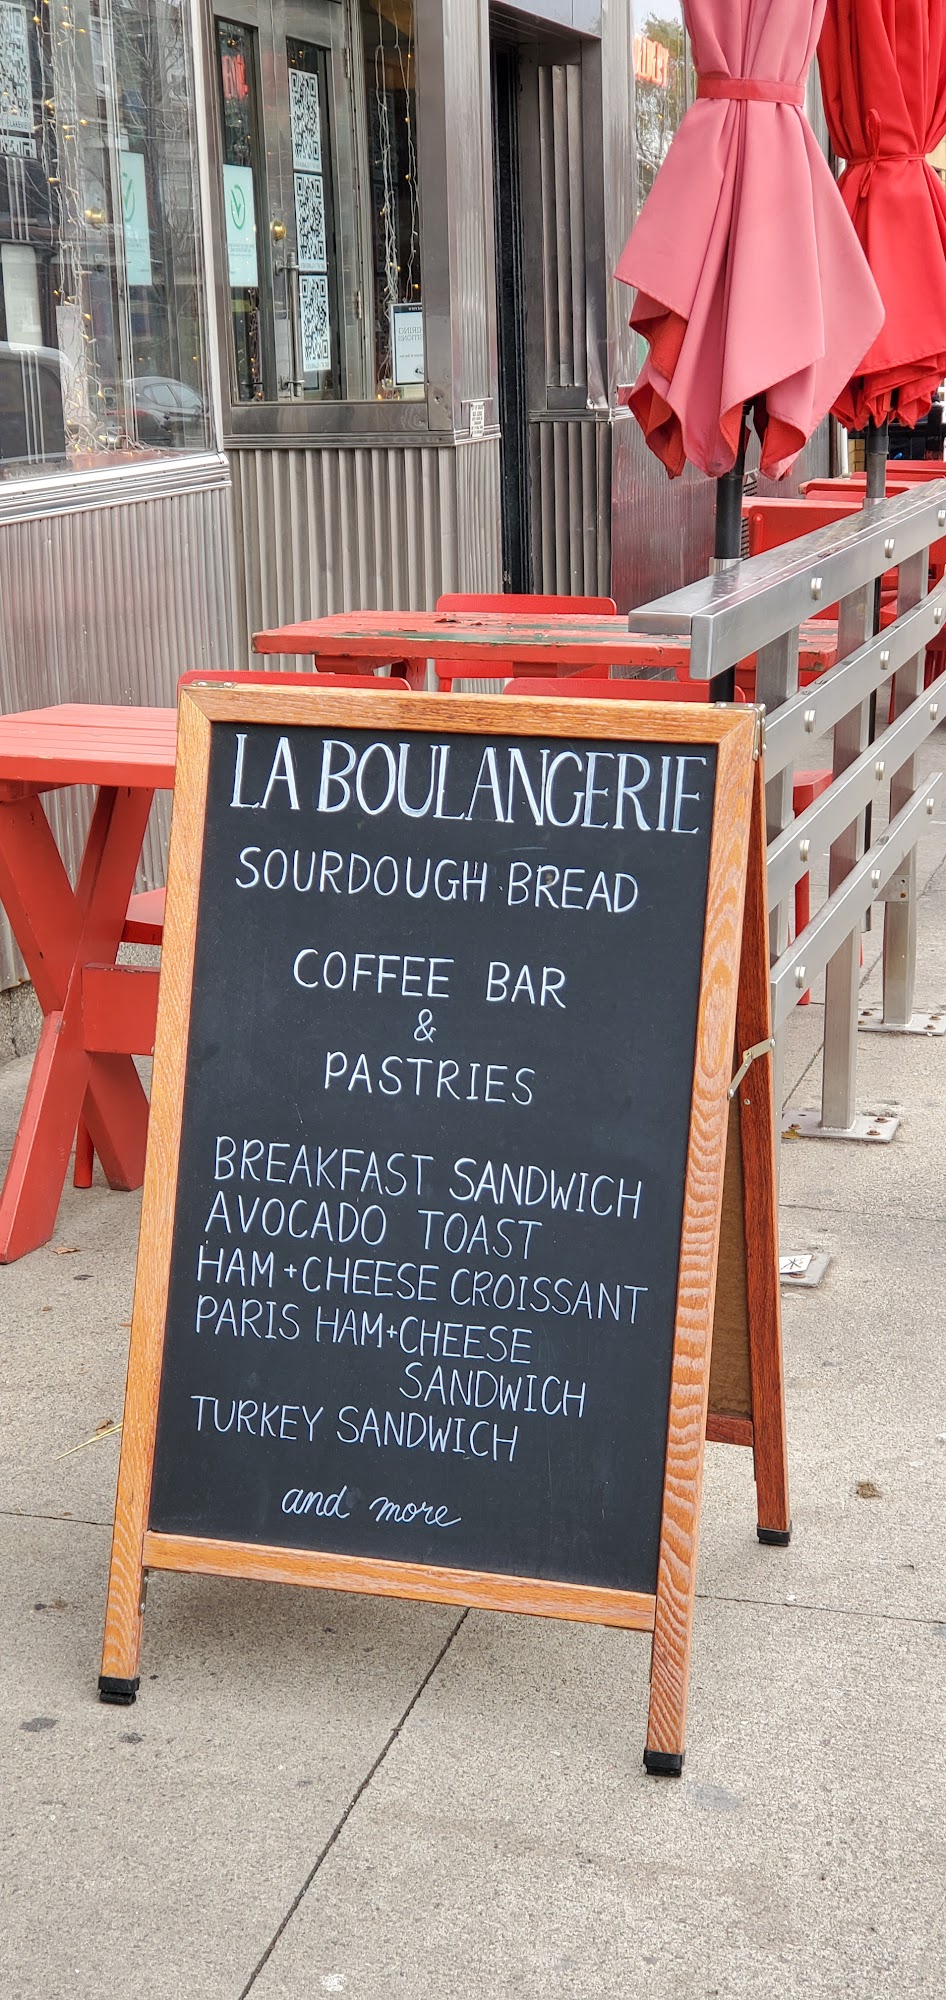 LA BOULANGERIE
SOURDOUGH BREAD
COFFEE BAR
&
PASTRIES
BREAKFAST SANDWICH
AVOCADO TOAST
HAM+CHEESE CROISSANT
PARIS HAM+CHEESE
SANDWICH
TURKEY SANDWICH
and more